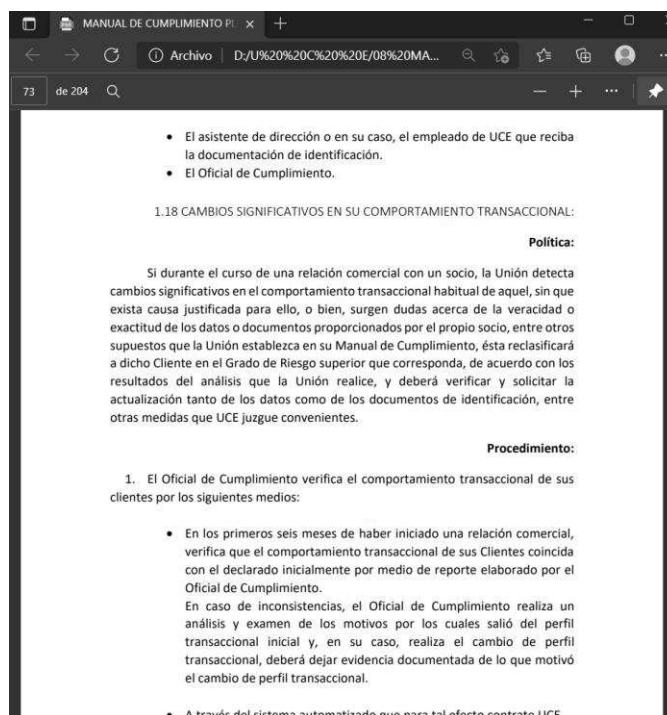 MANUAL DE CUMPLIMIENTO PL
Archivo D:/U%20%20C%20%20E/08%20MA...
73 de 204
• El asistente de dirección o en su caso, el empleado de UCE que reciba
la documentación de identificación.
• El Oficial de Cumplimiento.
1.18 CAMBIOS SIGNIFICATIVOS EN SU COMPORTAMIENTO TRANSACCIONAL:
Política:
Si durante el curso de una relación comercial con un socio, la Unión detecta
cambios significativos en el comportamiento transaccional habitual de aquel, sin que
exista causa justificada para ello, o bien, surgen dudas acerca de la veracidad o
exactitud de los datos o documentos proporcionados por el propio socio, entre otros
supuestos que la Unión establezca en su Manual de Cumplimiento, ésta reclasificará
a dicho Cliente en el Grado de Riesgo superior que corresponda, de acuerdo con los
resultados del análisis que la Unión realice, y deberá verificar y solicitar la
actualización tanto de los datos como de los documentos de identificación, entre
otras medidas que UCE juzgue convenientes.
Procedimiento:
1. El Oficial de Cumplimiento verifica el comportamiento transaccional de sus
clientes por los siguientes medios:
• En los primeros seis meses de haber iniciado una relación comercial,
verifica que el comportamiento transaccional de sus Clientes coincida
con el declarado inicialmente por medio de reporte elaborado por el
Oficial de Cumplimiento.
En caso de inconsistencias, el Oficial de Cumplimiento realiza un
análisis y examen de los motivos por los cuales salió del perfil
transaccional inicial y, en su caso, realiza el cambio de perfil
transaccional, deberá dejar evidencia documentada de lo que motivó
el cambio de perfil transaccional.
• A través del sistema automatizado que para tal efecto contrate UCE